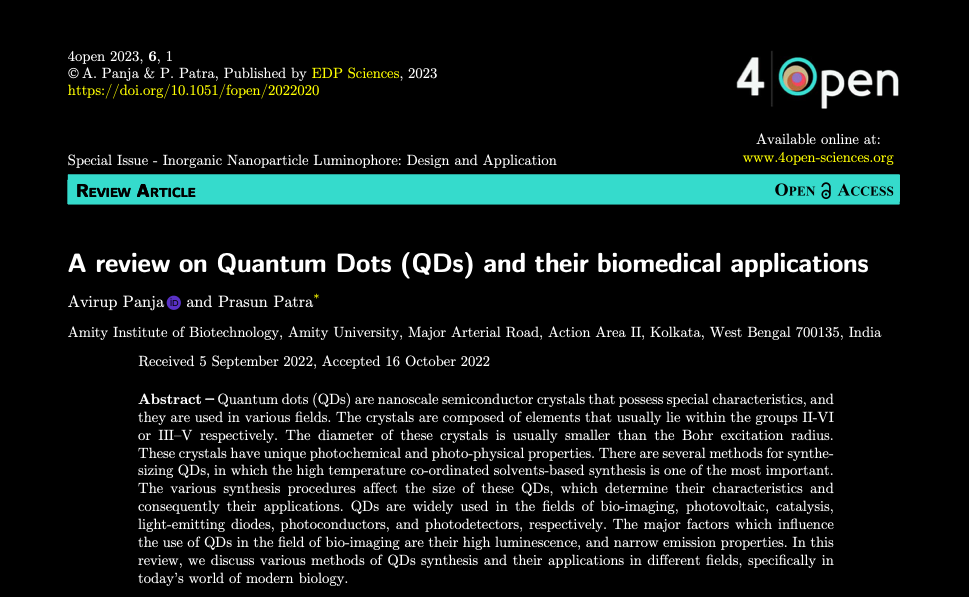 4open 2023, 6, 1
© A. Panja & P. Patra, Published by EDP Sciences, 2023
https://doi.org/10.1051/fopen/2022020
4 Open
Available online at:
www.4open-sciences.org
Special Issue - Inorganic Nanoparticle Luminophore: Design and Application
REVIEW ARTICLE
OPEN ACCESS
A review on Quantum Dots (QDs) and their biomedical applications
Avirup Panja iD and Prasun Patra*
Amity Institute of Biotechnology, Amity University, Major Arterial Road, Action Area II, Kolkata, West Bengal 700135, India
Received 5 September 2022, Accepted 16 October 2022
Abstract – Quantum dots (QDs) are nanoscale semiconductor crystals that possess special characteristics, and
they are used in various fields. The crystals are composed of elements that usually lie within the groups II-VI
or III–V respectively. The diameter of these crystals is usually smaller than the Bohr excitation radius.
These crystals have unique photochemical and photo-physical properties. There are several methods for synthe-
sizing QDs, in which the high temperature co-ordinated solvents-based synthesis is one of the most important.
The various synthesis procedures affect the size of these QDs, which determine their characteristics and
consequently their applications. QDs are widely used in the fields of bio-imaging, photovoltaic, catalysis,
light-emitting diodes, photoconductors, and photodetectors, respectively. The major factors which influence
the use of QDs in the field of bio-imaging are their high luminescence, and narrow emission properties. In this
review, we discuss various methods of QDs synthesis and their applications in different fields, specifically in
today's world of modern biology.